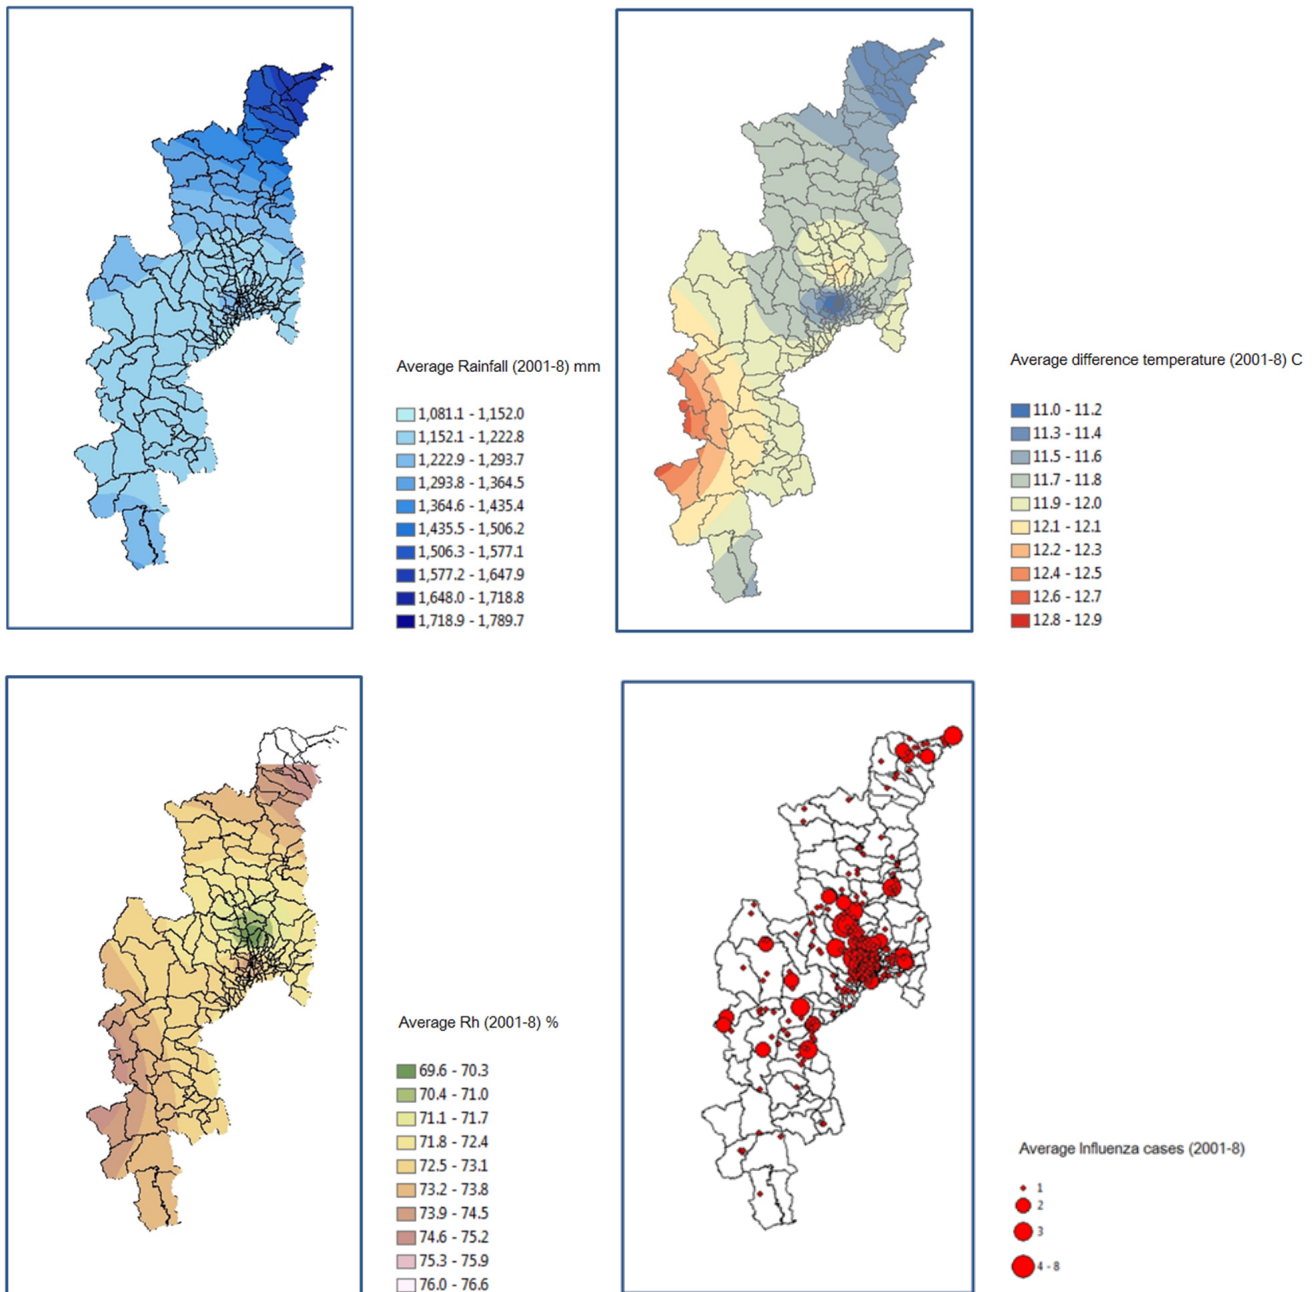 Average Rainfall (2001-8) mm
1,081.1 - 1,152.0
1,152.1 - 1,222.8
1,222.9 - 1,293.7
1,293.8 - 1,364.5
1,364.6 - 1,435.4
1,435.5 - 1,506.2
1,506.3 - 1,577.1
1,577.2 - 1,647.9
1,648.0 - 1,718.8
1,718.9 - 1,789.7
Average difference temperature (2001-8) C
11.0 - 11.2
11.3 - 11.4
11.5 - 11.6
11.7 - 11.8
11.9 - 12.0
12.1 - 12.1
12.2 - 12.3
12.4 - 12.5
12.6 - 12.7
12.8 - 12.9
Average Rh (2001-8) %
69.6 - 70.3
70.4 - 71.0
71.1 - 71.7
71.8 - 72.4
72.5 - 73.1
73.2 - 73.8
73.9 - 74.5
74.6 - 75.2
75.3 - 75.9
76.0 - 76.6
Average Influenza cases (2001-8)
1
2
3
4 - 8